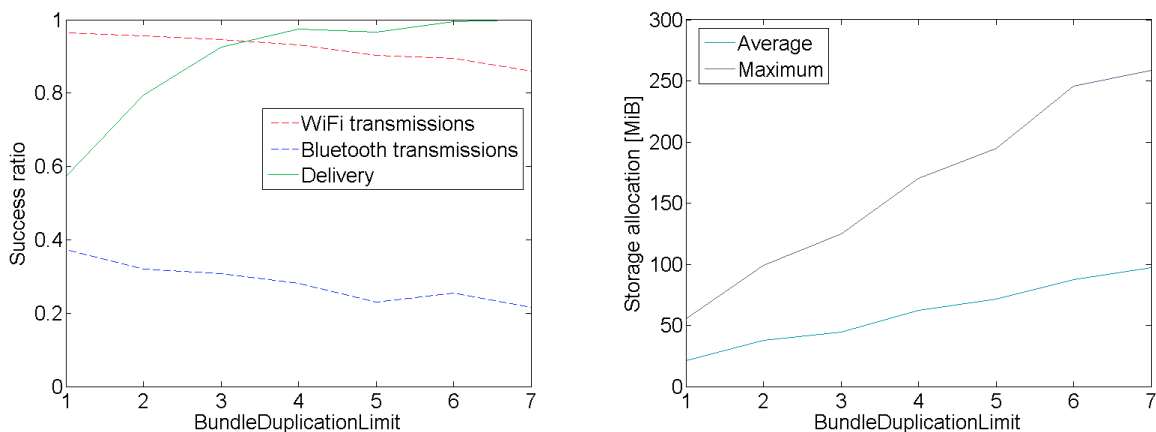 1
0.8
0.6
0.4
0.2
0
Success ratio
WiFi transmissions
Bluetooth transmissions
Delivery
1 2 3 4 5 6 7
BundleDuplicationLimit
300
250
200
150
100
50
0
Storage allocation [MiB]
Average
Maximum
1 2 3 4 5 6 7
BundleDuplicationLimit